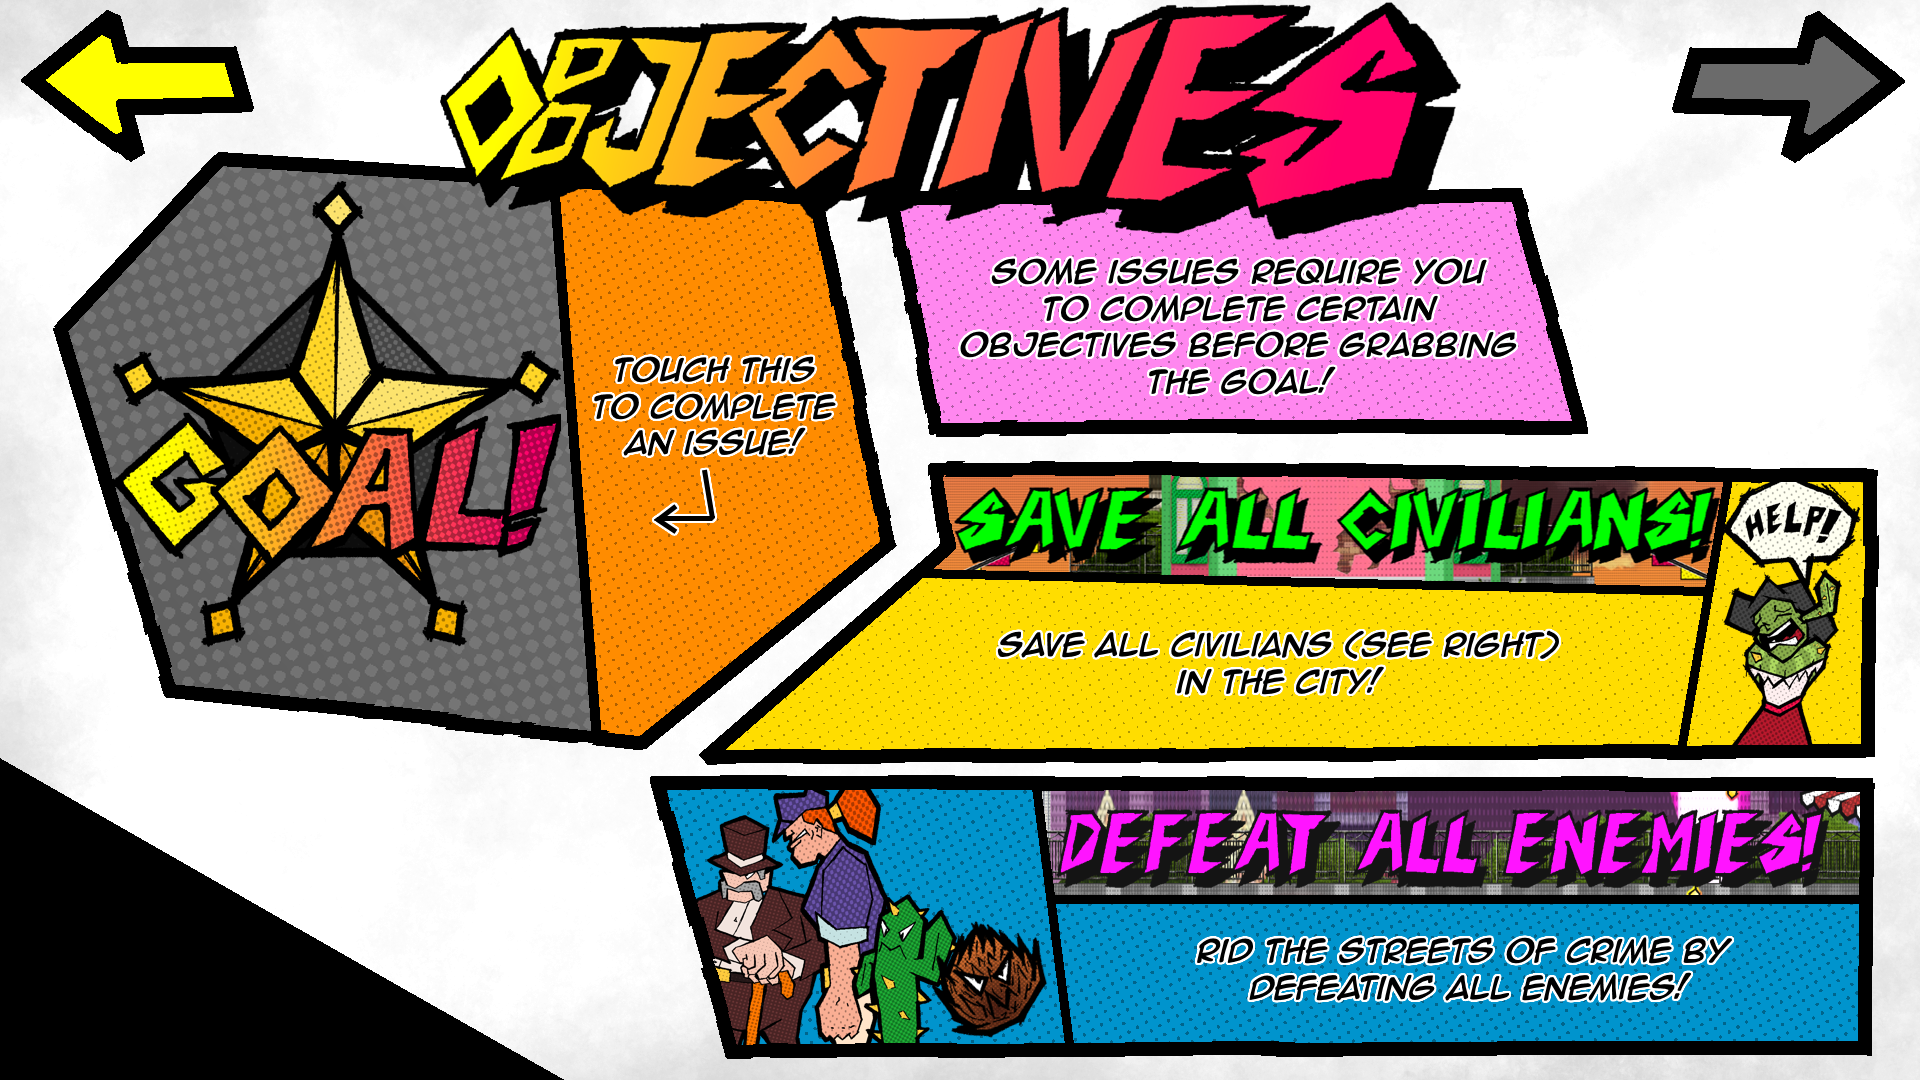 OBJECTIVES
GOAL!
TOUCH THIS
TO COMPLETE
AN ISSUE!
SOME ISSUES REQUIRE YOU
TO COMPLETE CERTAIN
OBJECTIVES BEFORE GRABBING
THE GOAL!
SAVE ALL CIVILIANS!
HELP!
SAVE ALL CIVILIANS (SEE RIGHT)
IN THE CITY!
DEFEAT ALL ENEMIES!
RID THE STREETS OF CRIME BY
DEFEATING ALL ENEMIES!